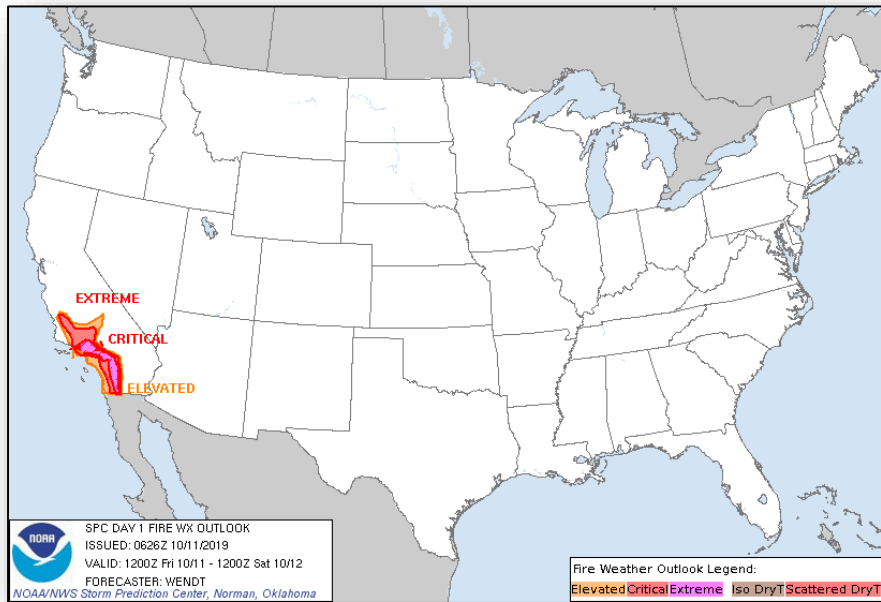 EXTREME
CRITICAL
ELEVATED
NOAA
SPC DAY 1 FIRE WX OUTLOOK
ISSUED: 0626Z 10/11/2019
VALID: 1200Z Fri 10/11 - 1200Z Sat 10/12
FORECASTER: WENDT
NOAA/NWS Storm Prediction Center, Norman, Oklahoma
Fire Weather Outlook Legend:
Elevated Critical Extreme Iso DryT Scattered DryT